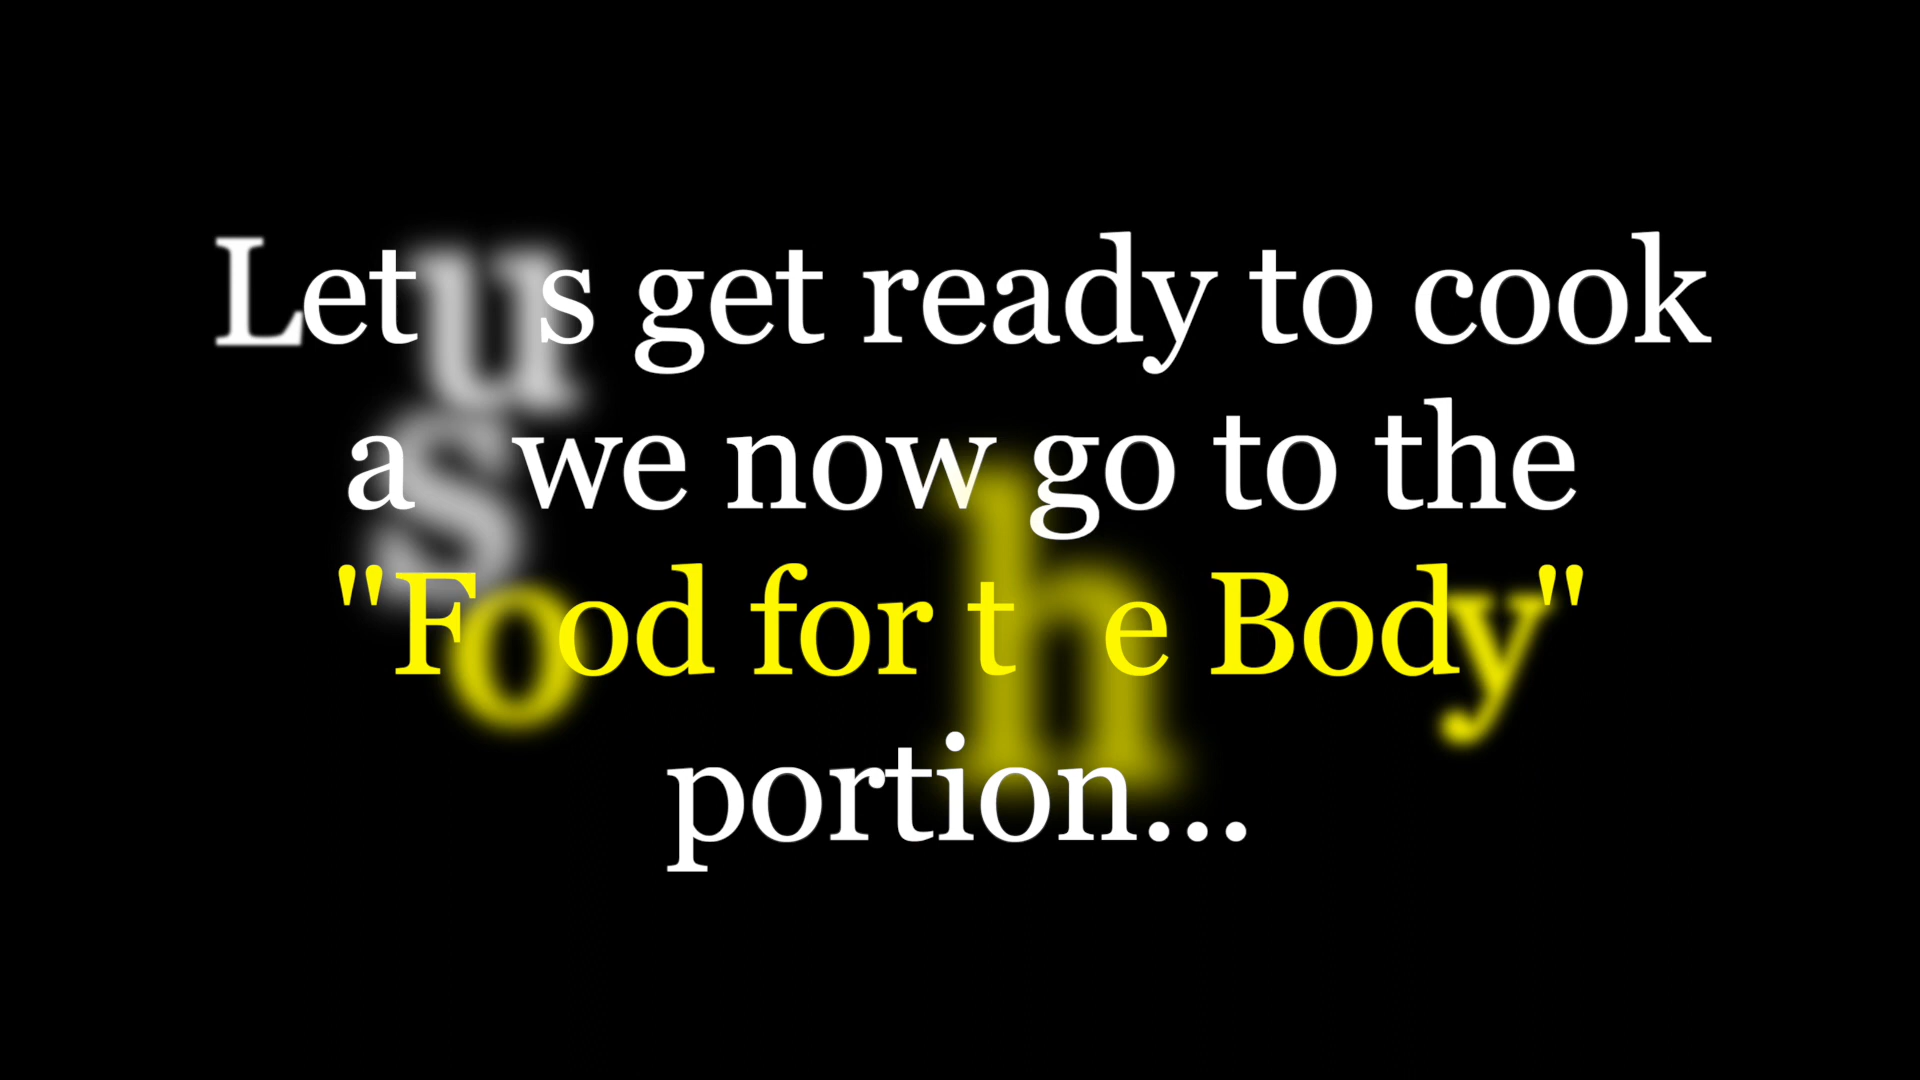 Let us get ready to cook
as we now go to the
"Food for the Body"
portion...